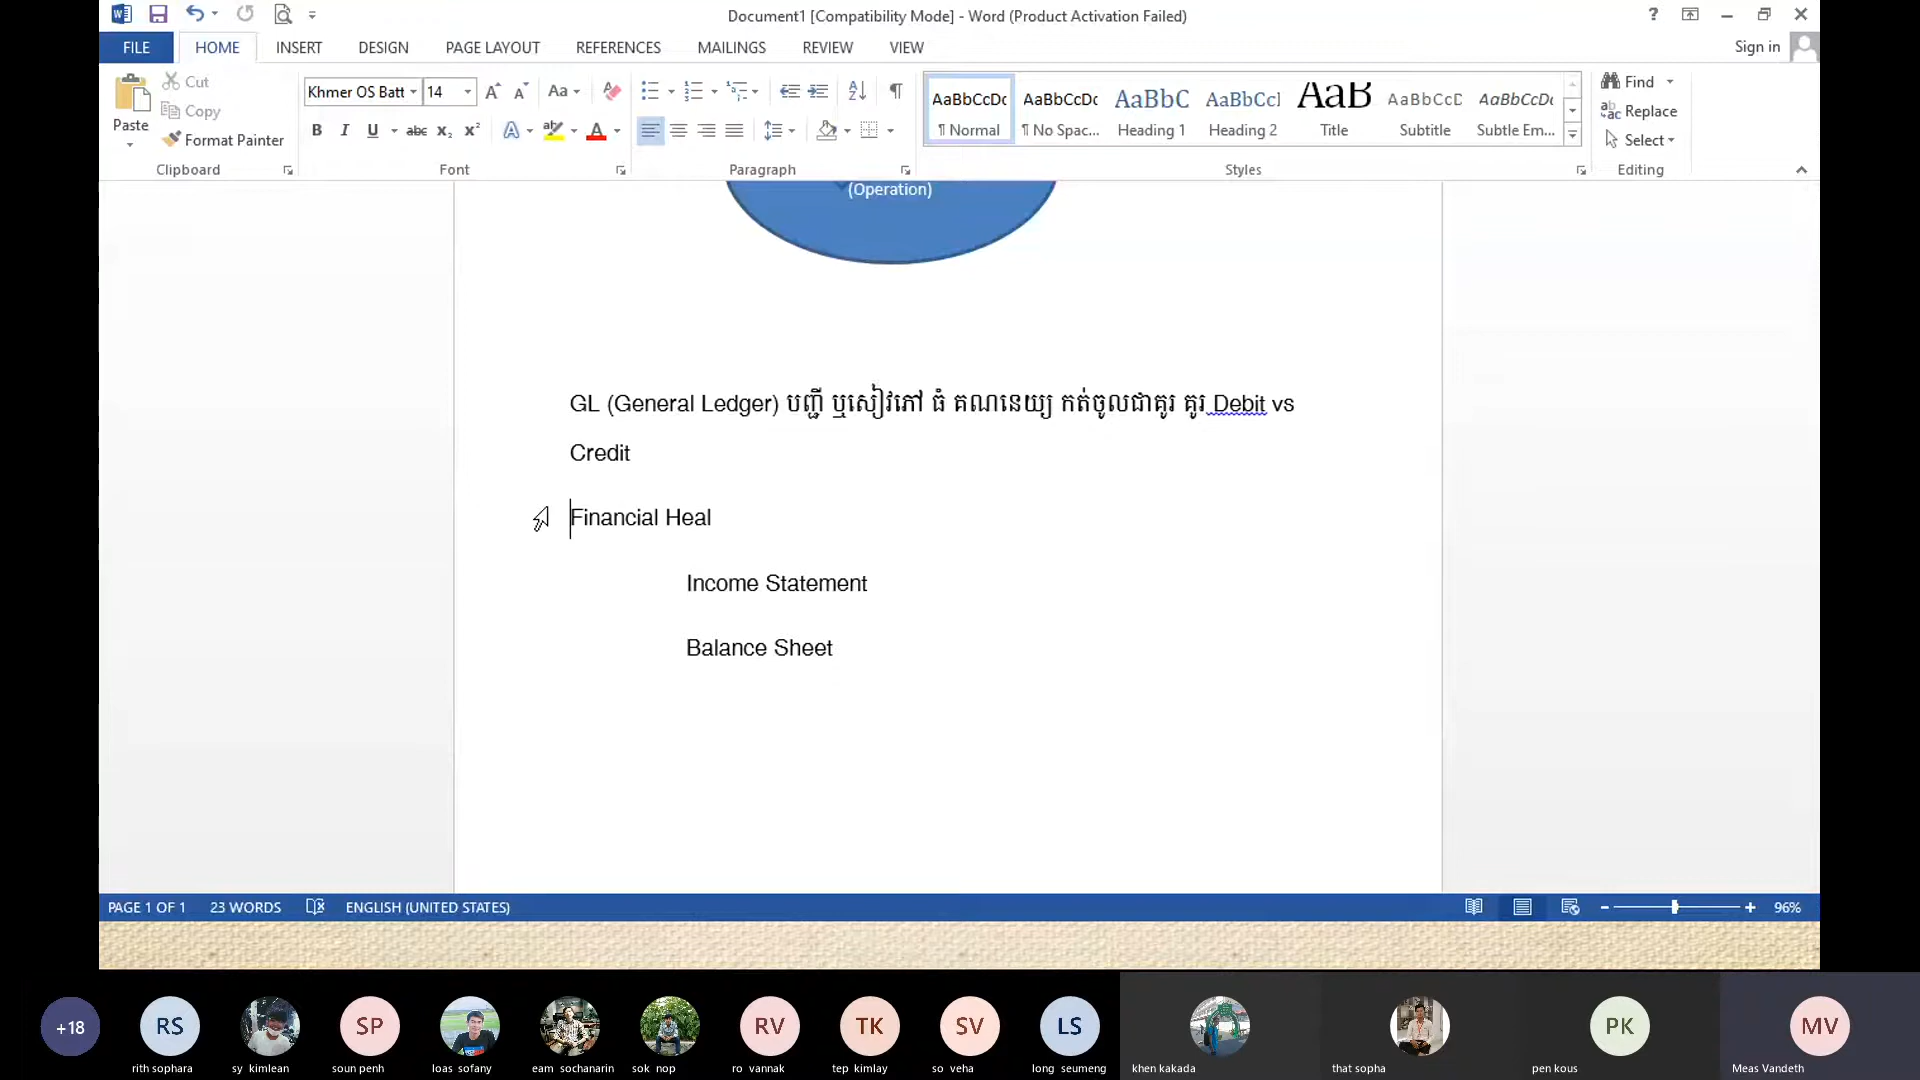 Document1 [Compatibility Mode] - Word (Product Activation Failed)
FILE HOME INSERT DESIGN PAGE LAYOUT REFERENCES MAILINGS REVIEW VIEW Sign in
Paste
Cut
Copy
Format Painter
Clipboard
Khmer OS Batt 14
Font
Paragraph
AaBbCcDc AaBbCcDc AaBbC AaBbCcI AaB AaBbCcD AaBbCcDc
¶ Normal ¶ No Spac... Heading 1 Heading 2 Title Subtitle Subtle Em...
Styles
Find
Replace
Select
Editing
(Operation)
GL (General Ledger) បញ្ជី ឬសៀវភៅ ធំ គណនេយ្យ កត់ចូលជាគូរ គូរ Debit vs
Credit
Financial Heal
Income Statement
Balance Sheet
PAGE 1 OF 1 23 WORDS ENGLISH (UNITED STATES) 96%
+18 RS SP RV TK SV LS PK MV
rith sophara sy kimlean soun penh loas sofany eam sochanarin sok nop ro vannak tep kimlay so veha long seumeng khen kakada that sopha pen kous Meas Vandeth